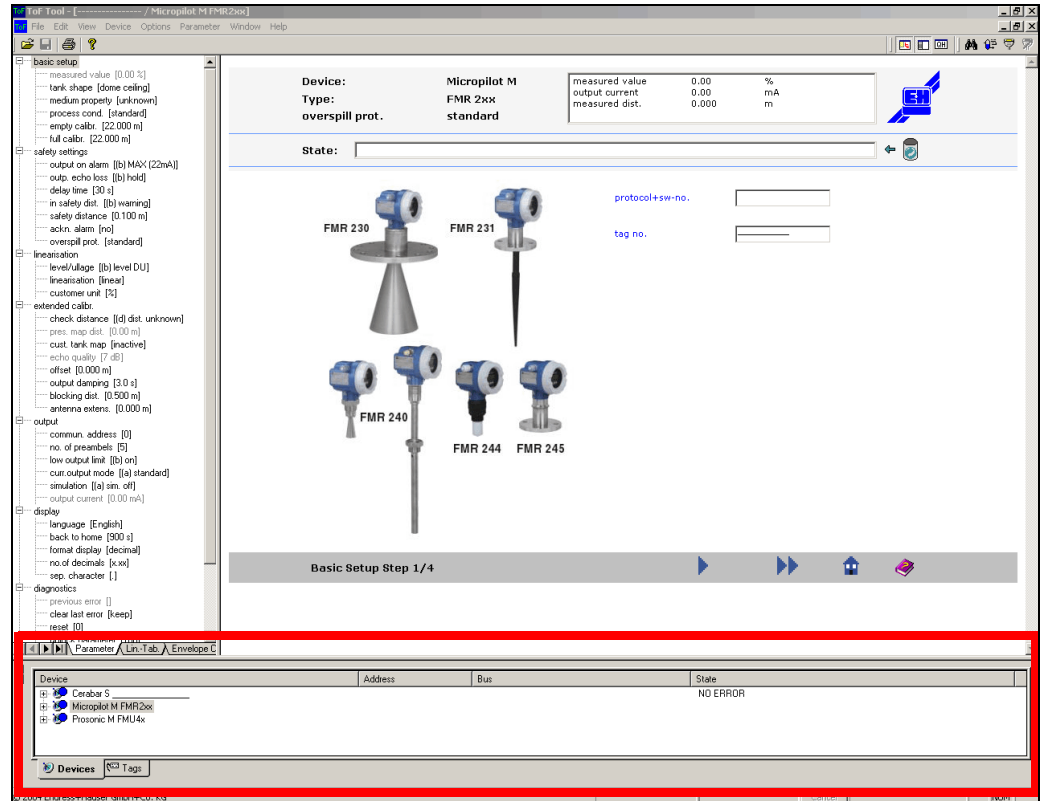 ToF Tool - [---------------- / Micropilot M FMR2xx]
File Edit View Device Options Parameter Window Help
basic setup
measured value [0.00 %]
tank shape [dome ceiling]
medium property [unknown]
process cond. [standard]
empty calibr. [22.000 m]
full calibr. [22.000 m]
safety settings
output on alarm [(b) MAX (22mA)]
outp. echo loss [(b) hold]
delay time [30 s]
in safety dist. [(b) warning]
safety distance [0.100 m]
ackn. alarm [no]
overspill prot. [standard]
linearisation
level/ullage [(b) level DU]
linearisation [linear]
customer unit [%]
extended calibr.
check distance [(d) dist. unknown]
pres. map dist. [0.00 m]
cust. tank map [inactive]
echo quality [7 dB]
offset [0.000 m]
output damping [3.0 s]
blocking dist. [0.500 m]
antenna extens. [0.000 m]
output
commun. address [0]
no. of preambels [5]
low output limit [(b) on]
curr.output mode [(a) standard]
simulation [(a) sim. off]
output current [0.00 mA]
display
language [English]
back to home [900 s]
format display [decimal]
no.of decimals [x.xx]
sep. character [.]
diagnostics
previous error []
clear last error [keep]
reset [0]
Parameter Lin.-Tab. Envelope C
Device: Micropilot M
Type: FMR 2xx
overspill prot. standard
measured value 0.00 %
output current 0.00 mA
measured dist. 0.000 m
EH
State:
protocol+sw-no.
tag no. ----------------
FMR 230
FMR 231
FMR 240
FMR 244
FMR 245
Basic Setup Step 1/4
Device Address Bus State
Cerabar S ________________ NO ERROR
Micropilot M FMR2xx
Prosonic M FMU4x
Devices Tags